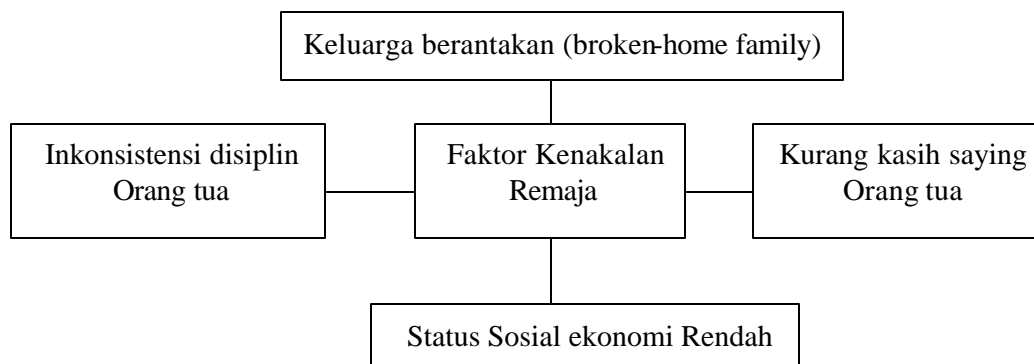 Keluarga berantakan (broken-home family)
Inkonsistensi disiplin
Orang tua
Faktor Kenakalan
Remaja
Kurang kasih saying
Orang tua
Status Sosial ekonomi Rendah